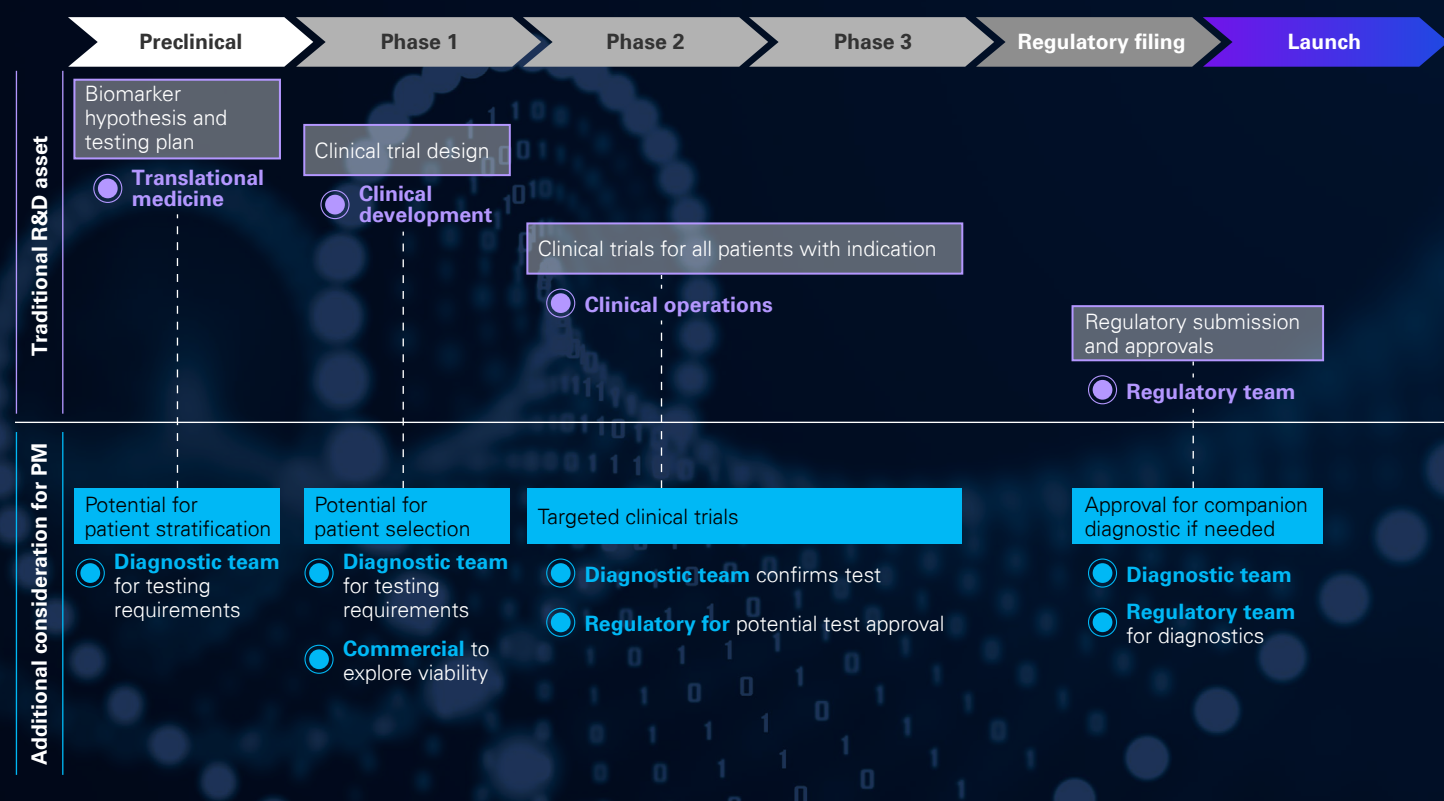 Preclinical
Phase 1
Phase 2
Phase 3
Regulatory filing
Launch
Traditional R&D asset
Biomarker
hypothesis and
testing plan
Translational
medicine
Clinical trial design
Clinical
development
Clinical trials for all patients with indication
Clinical operations
Regulatory submission
and approvals
Regulatory team
Additional consideration for PM
Potential for
patient stratification
Diagnostic team
for testing
requirements
Potential for
patient selection
Diagnostic team
for testing
requirements
Commercial to
explore viability
Targeted clinical trials
Diagnostic team confirms test
Regulatory for potential test approval
Approval for companion
diagnostic if needed
Diagnostic team
Regulatory team
for diagnostics